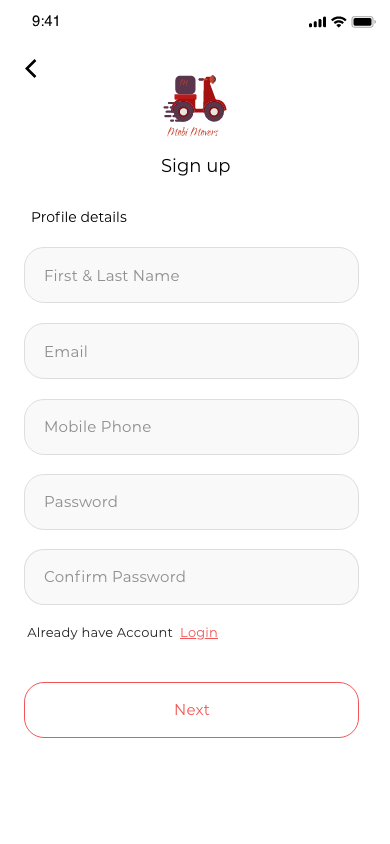 9:41
Mobi Movers
Sign up
Profile details
First & Last Name
Email
Mobile Phone
Password
Confirm Password
Already have Account Login
Next